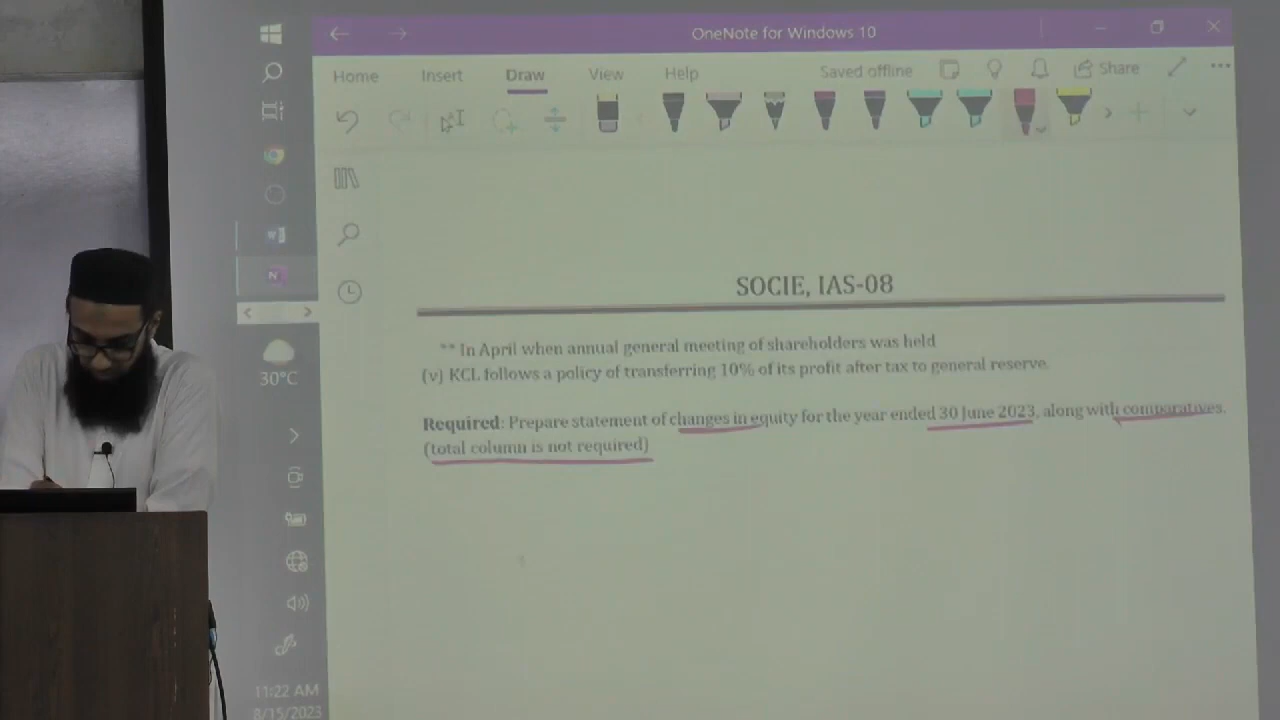 OneNote for Windows 10
Home Insert Draw View Help
Saved offline
Share
SOCIE, IAS-08
** In April when annual general meeting of shareholders was held
(v) KCL follows a policy of transferring 10% of its profit after tax to general reserve.
Required: Prepare statement of changes in equity for the year ended 30 June 2023, along with comparatives.
(total column is not required)
30°C
11:22 AM
8/15/2023